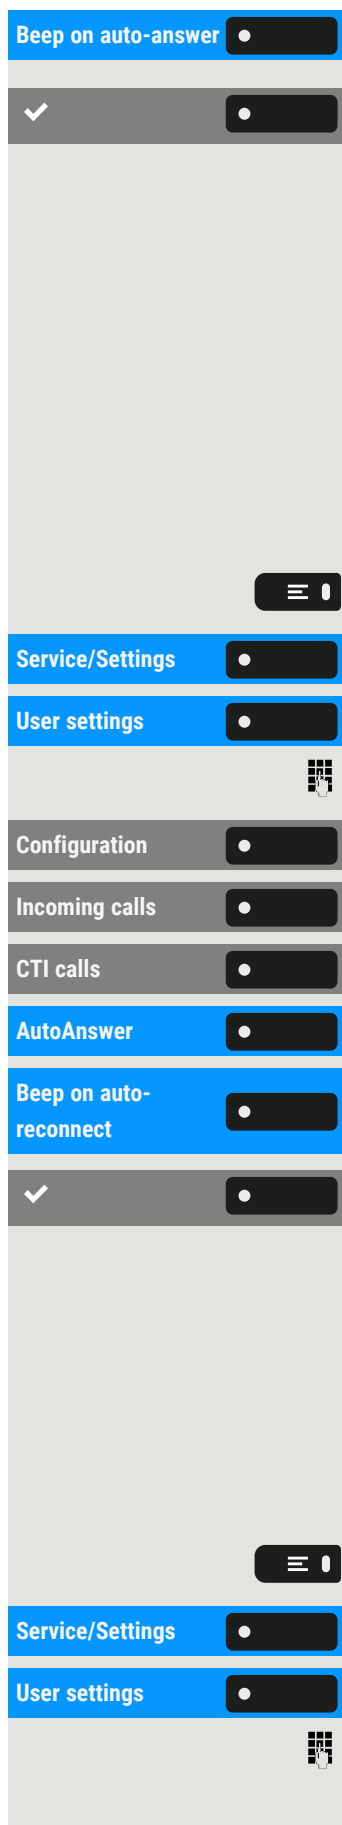 Beep on auto-answer
Service/Settings
User settings
Configuration
Incoming calls
CTI calls
AutoAnswer
Beep on auto-
reconnect
Service/Settings
User settings